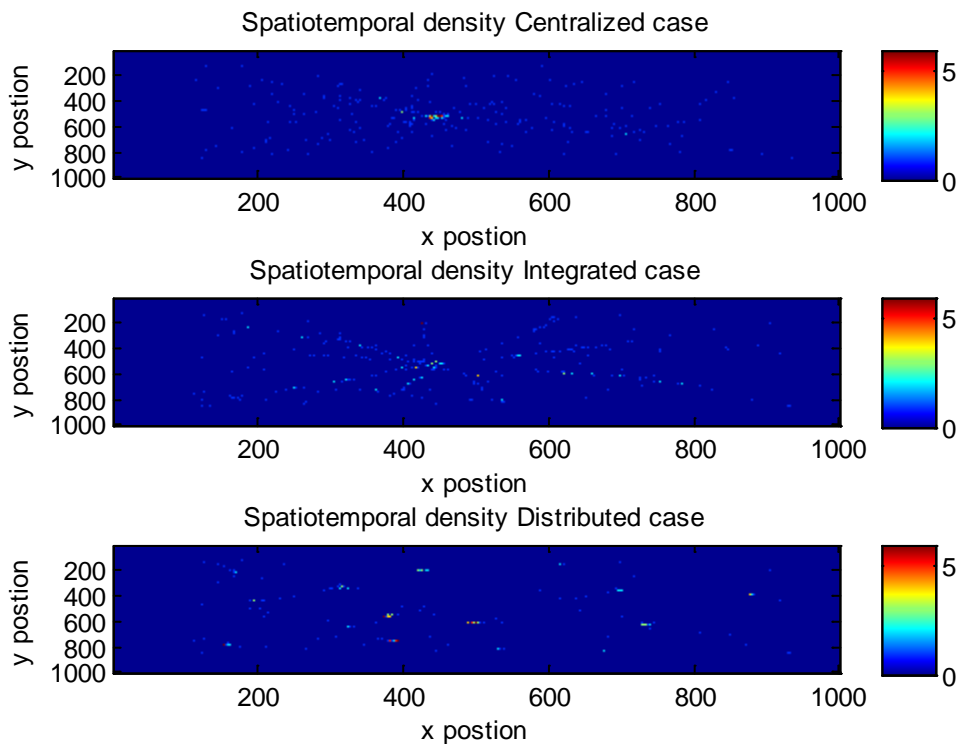 Spatiotemporal density Centralized case
y postion
200
400
600
800
1000
200 400 600 800 1000
x postion
5
0
Spatiotemporal density Integrated case
y postion
200
400
600
800
1000
200 400 600 800 1000
x postion
5
0
Spatiotemporal density Distributed case
y postion
200
400
600
800
1000
200 400 600 800 1000
x postion
5
0